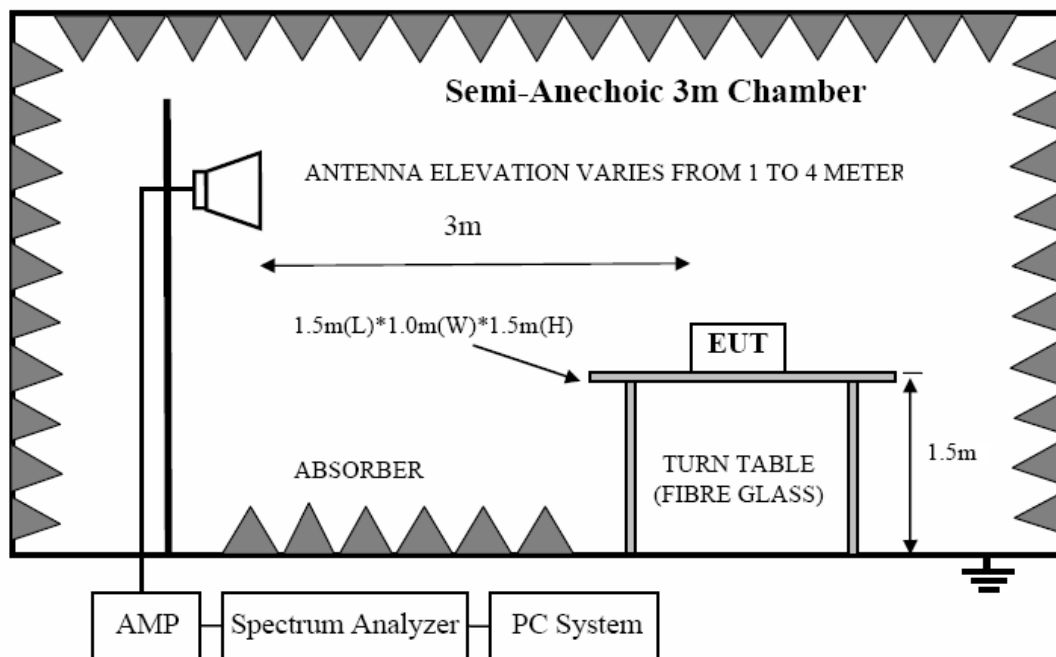 Semi-Anechoic 3m Chamber
ANTENNA ELEVATION VARIES FROM 1 TO 4 METER
3m
1.5m(L)*1.0m(W)*1.5m(H)
EUT
1.5m
ABSORBER
TURN TABLE
(FIBRE GLASS)
AMP
Spectrum Analyzer
PC System